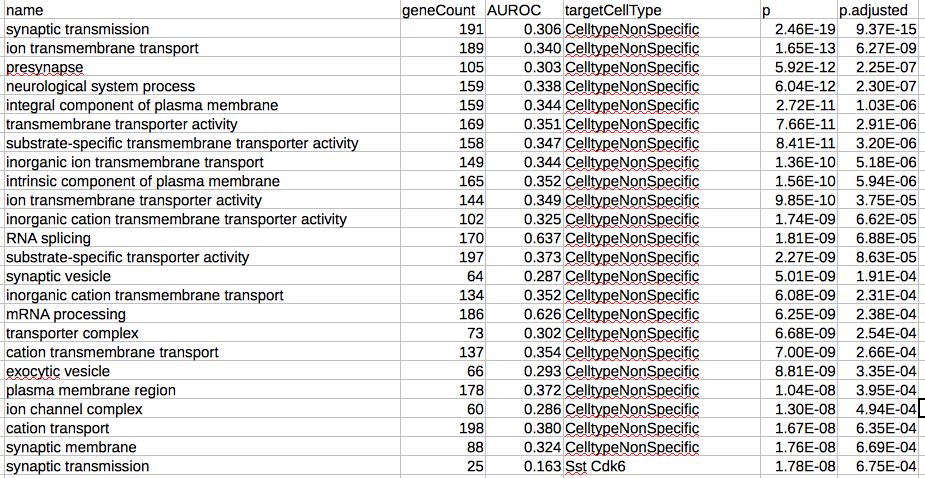 name geneCount AUROC targetCellType p p.adjusted
synaptic transmission 191 0.306 CelltypeNonSpecific 2.46E-19 9.37E-15
ion transmembrane transport 189 0.340 CelltypeNonSpecific 1.65E-13 6.27E-09
presynapse 105 0.303 CelltypeNonSpecific 5.92E-12 2.25E-07
neurological system process 159 0.338 CelltypeNonSpecific 6.04E-12 2.30E-07
integral component of plasma membrane 159 0.344 CelltypeNonSpecific 2.72E-11 1.03E-06
transmembrane transporter activity 169 0.351 CelltypeNonSpecific 7.66E-11 2.91E-06
substrate-specific transmembrane transporter activity 158 0.347 CelltypeNonSpecific 8.41E-11 3.20E-06
inorganic ion transmembrane transport 149 0.344 CelltypeNonSpecific 1.36E-10 5.18E-06
intrinsic component of plasma membrane 165 0.352 CelltypeNonSpecific 1.56E-10 5.94E-06
ion transmembrane transporter activity 144 0.349 CelltypeNonSpecific 9.85E-10 3.75E-05
inorganic cation transmembrane transporter activity 102 0.325 CelltypeNonSpecific 1.74E-09 6.62E-05
RNA splicing 170 0.637 CelltypeNonSpecific 1.81E-09 6.88E-05
substrate-specific transporter activity 197 0.373 CelltypeNonSpecific 2.27E-09 8.63E-05
synaptic vesicle 64 0.287 CelltypeNonSpecific 5.01E-09 1.91E-04
inorganic cation transmembrane transport 134 0.352 CelltypeNonSpecific 6.08E-09 2.31E-04
mRNA processing 186 0.626 CelltypeNonSpecific 6.25E-09 2.38E-04
transporter complex 73 0.302 CelltypeNonSpecific 6.68E-09 2.54E-04
cation transmembrane transport 137 0.354 CelltypeNonSpecific 7.00E-09 2.66E-04
exocytic vesicle 66 0.293 CelltypeNonSpecific 8.81E-09 3.35E-04
plasma membrane region 178 0.372 CelltypeNonSpecific 1.04E-08 3.95E-04
ion channel complex 60 0.286 CelltypeNonSpecific 1.30E-08 4.94E-04
cation transport 198 0.380 CelltypeNonSpecific 1.67E-08 6.35E-04
synaptic membrane 88 0.324 CelltypeNonSpecific 1.76E-08 6.69E-04
synaptic transmission 25 0.163 Sst Cdk6 1.78E-08 6.75E-04